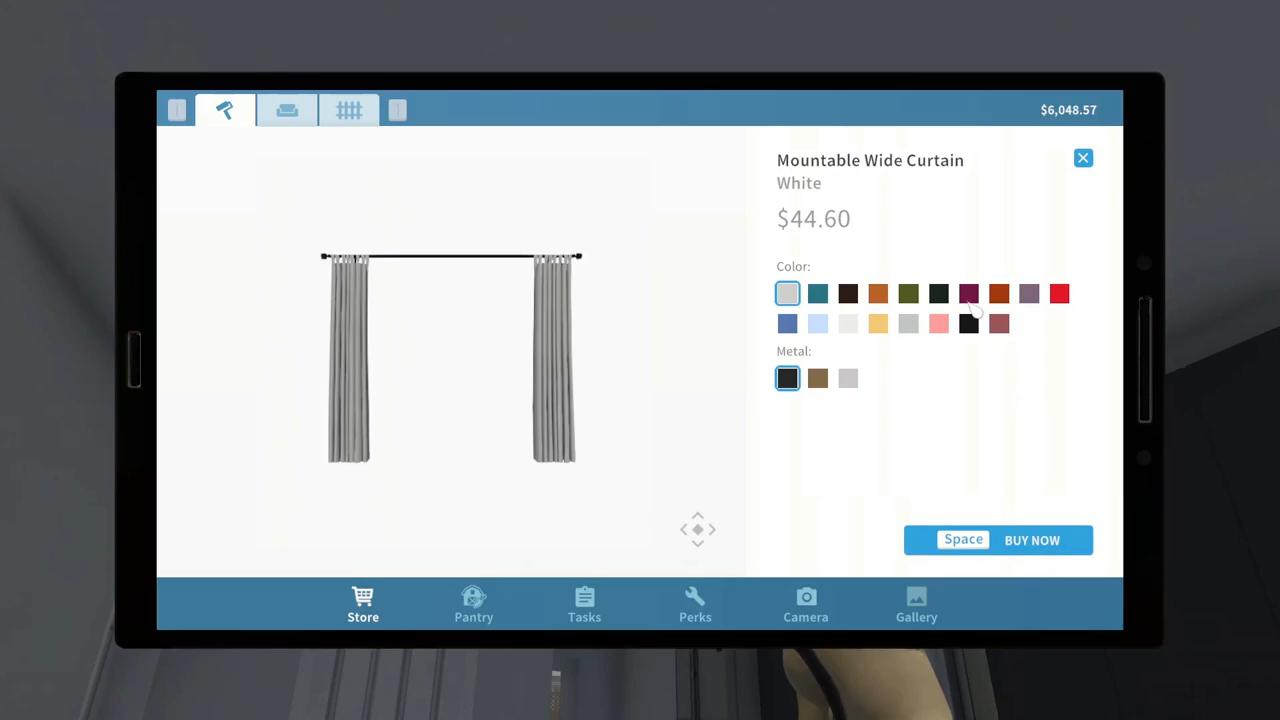 $6,048.57
Mountable Wide Curtain
White
$44.60
Color:
Metal:
Space BUY NOW
Store Pantry Tasks Perks Camera Gallery